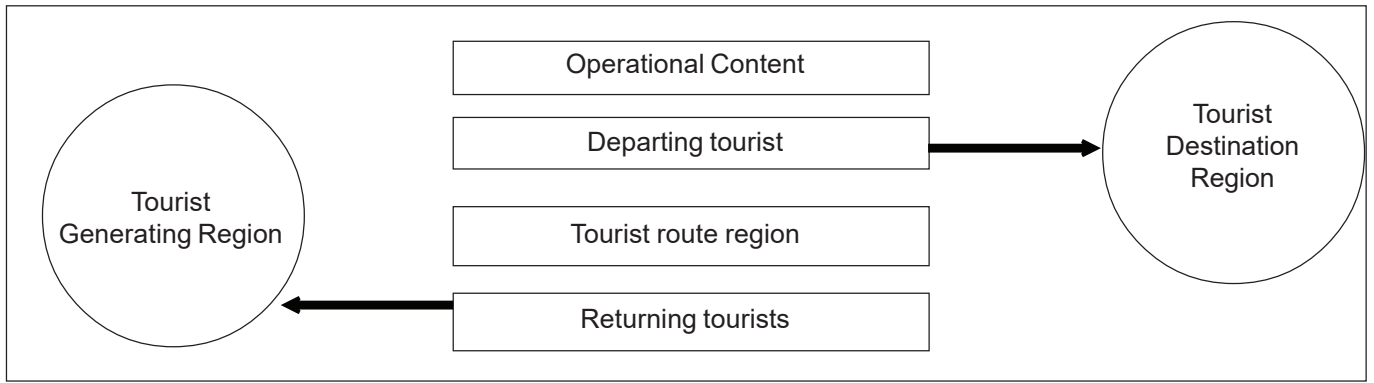 Operational Content
Departing tourist
Tourist route region
Returning tourists
Tourist
Generating Region
Tourist
Destination
Region